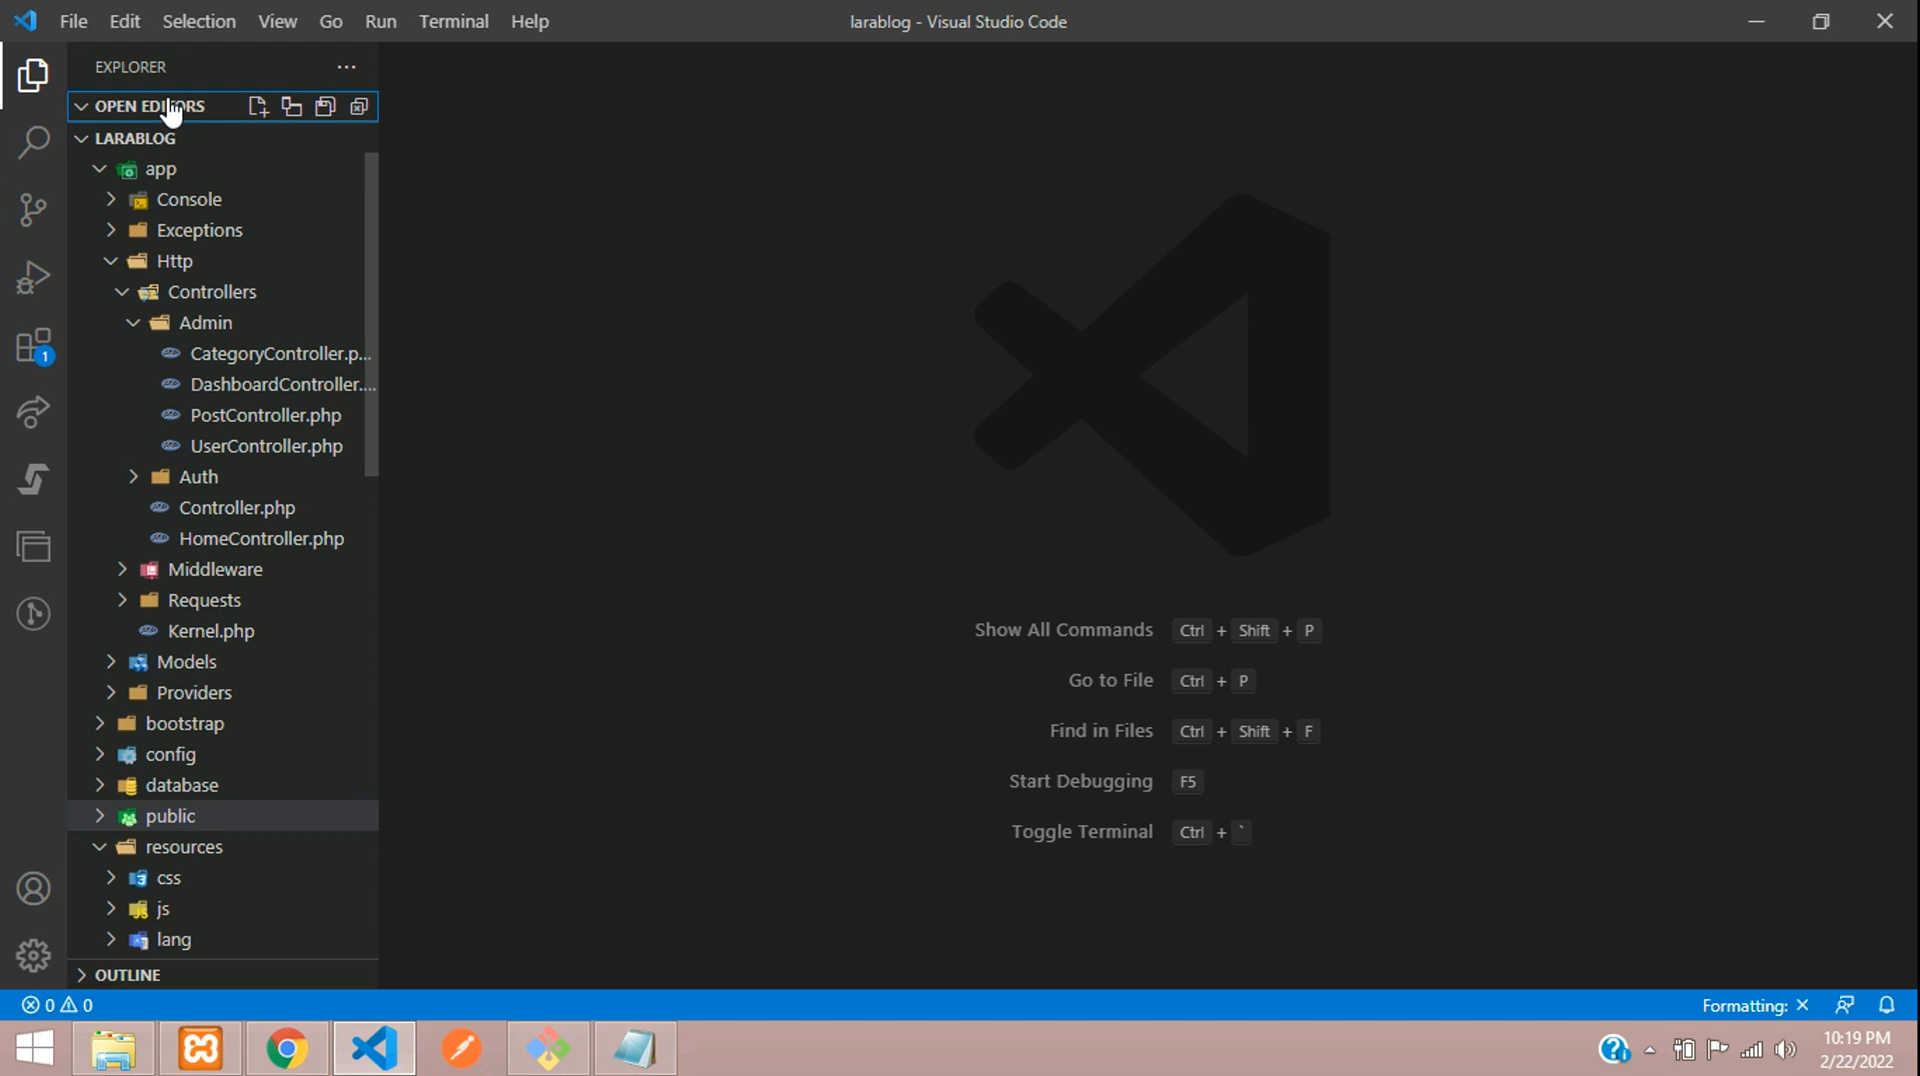 File Edit Selection View Go Run Terminal Help
larablog - Visual Studio Code
EXPLORER
OPEN EDITORS
LARABLOG
app
Console
Exceptions
Http
Controllers
Admin
CategoryController.p...
DashboardController....
PostController.php
UserController.php
Auth
Controller.php
HomeController.php
Middleware
Requests
Kernel.php
Models
Providers
bootstrap
config
database
public
resources
css
js
lang
OUTLINE
1
Show All Commands Ctrl + Shift + P
Go to File Ctrl + P
Find in Files Ctrl + Shift + F
Start Debugging F5
Toggle Terminal Ctrl + `
0 0
Formatting: ×
10:19 PM
2/22/2022